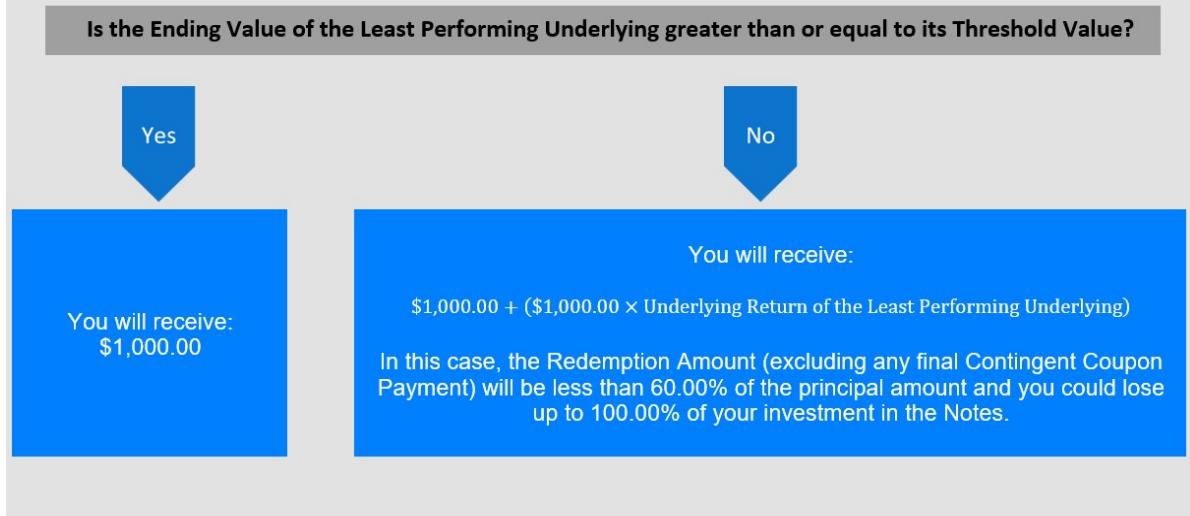 Is the Ending Value of the Least Performing Underlying greater than or equal to its Threshold Value?
Yes
No
You will receive:
$1,000.00
You will receive:
$1,000.00 + ($1,000.00 × Underlying Return of the Least Performing Underlying)
In this case, the Redemption Amount (excluding any final Contingent Coupon
Payment) will be less than 60.00% of the principal amount and you could lose
up to 100.00% of your investment in the Notes.